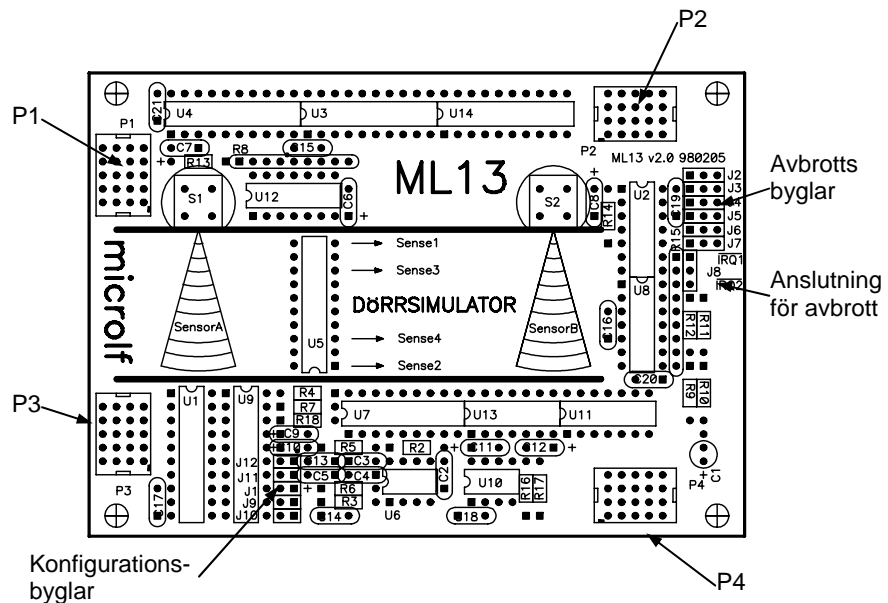 P2
P1
C21
U4
U3
U14
P1
P2
ML13 v2.0 980205
C7
R13
R8
C15
ML13
Avbrotts
byglar
J2
J3
J4
J5
J6
J7
S1
U12
C6
+
S2
C8
R14
U2
C19
R15
microlf
Sense1
Sense3
DöRRSIMULATOR
Sense4
Sense2
SensorA
SensorB
U5
U8
C16
C20
IRQ1
J8
IRQ2
Anslutning
för avbrott
R12
R11
R9
R10
P3
U1
U9
R4
R7
R18
U7
U13
U11
C9
C10
R5
R2
C11
C12
J12
J11
J1
J9
J10
C13
C3
C5
C4
C2
R6
R3
U10
R16
R17
P3
C17
C14
U6
C18
P4
C1
Konfigurations-
byglar
P4